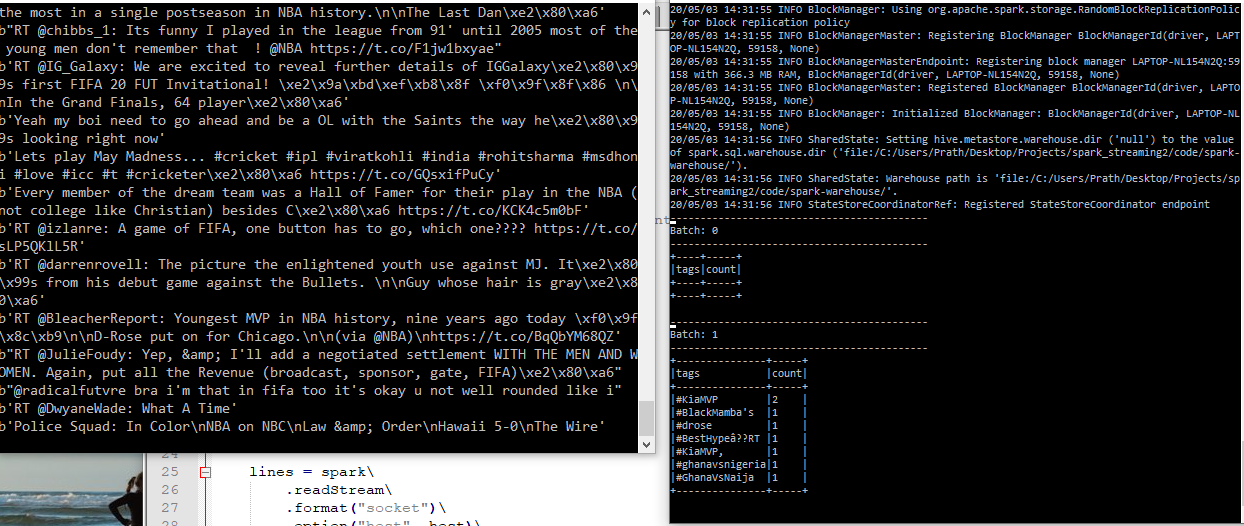 the most in a single postseason in NBA history.\n\nThe Last Dan\xe2\x80\xa6'
b"RT @chibbs_1: Its funny I played in the league from 91' until 2005 most of the
 young men don't remember that  ! @NBA https://t.co/F1jw1bxyae"
b'RT @IG_Galaxy: We are excited to reveal further details of IGGalaxy\xe2\x80\x9
9s first FIFA 20 FUT Invitational! \xe2\x9a\xbd\xef\xb8\x8f \xf0\x9f\x8f\x86 \n\
nIn the Grand Finals, 64 player\xe2\x80\xa6'
b'Yeah my boi need to go ahead and be a OL with the Saints the way he\xe2\x80\x9
9s looking right now'
b'Lets play May Madness... #cricket #ipl #viratkohli #india #rohitsharma #msdhon
i #love #icc #t #cricketer\xe2\x80\xa6 https://t.co/GQsxifPuCy'
b'Every member of the dream team was a Hall of Famer for their play in the NBA (
not college like Christian) besides C\xe2\x80\xa6 https://t.co/KCK4c5m0bF'
b'RT @izlanre: A game of FIFA, one button has to go, which one???? https://t.co/
sLP5QKlL5R'
b'RT @darrenrovell: The picture the enlightened youth use against MJ. It\xe2\x80
\x99s from his debut game against the Bullets. \n\nGuy whose hair is gray\xe2\x8
0\xa6'
b'RT @BleacherReport: Youngest MVP in NBA history, nine years ago today \xf0\x9f
\x8c\xb9\n\nD-Rose put on for Chicago.\n\n(via @NBA)\nhttps://t.co/BqQbYM68QZ'
b"RT @JulieFoudy: Yep, &amp; I'll add a negotiated settlement WITH THE MEN AND W
OMEN. Again, put all the Revenue (broadcast, sponsor, gate, FIFA)\xe2\x80\xa6"
b"@radicalfutvre bra i'm that in fifa too it's okay u not well rounded like i"
b'RT @DwyaneWade: What A Time'
b'Police Squad: In Color\nNBA on NBC\nLaw &amp; Order\nHawaii 5-0\nThe Wire'
25 lines = spark\
26 .readStream\
27 .format("socket")\
28 .option("host", host)\
nt
20/05/03 14:31:55 INFO BlockManager: Using org.apache.spark.storage.RandomBlockReplicationPolic
y for block replication policy
20/05/03 14:31:55 INFO BlockManagerMaster: Registering BlockManager BlockManagerId(driver, LAPT
OP-NL154N2Q, 59158, None)
20/05/03 14:31:55 INFO BlockManagerMasterEndpoint: Registering block manager LAPTOP-NL154N2Q:59
158 with 366.3 MB RAM, BlockManagerId(driver, LAPTOP-NL154N2Q, 59158, None)
20/05/03 14:31:55 INFO BlockManagerMaster: Registered BlockManager BlockManagerId(driver, LAPTO
P-NL154N2Q, 59158, None)
20/05/03 14:31:55 INFO BlockManager: Initialized BlockManager: BlockManagerId(driver, LAPTOP-NL
154N2Q, 59158, None)
20/05/03 14:31:56 INFO SharedState: Setting hive.metastore.warehouse.dir ('null') to the value
of spark.sql.warehouse.dir ('file:/C:/Users/Prath/Desktop/Projects/spark_streaming2/code/spark-
warehouse/').
20/05/03 14:31:56 INFO SharedState: Warehouse path is 'file:/C:/Users/Prath/Desktop/Projects/sp
ark_streaming2/code/spark-warehouse/'.
20/05/03 14:31:56 INFO StateStoreCoordinatorRef: Registered StateStoreCoordinator endpoint
-------------------------------------------
Batch: 0
-------------------------------------------
+----+-----+
|tags|count|
+----+-----+
+----+-----+
-------------------------------------------
Batch: 1
-------------------------------------------
+--------------+-----+
|tags          |count|
+--------------+-----+
|#KiaMVP       |2    |
|#BlackMamba's |1    |
|#drose        |1    |
|#BestHypeâ??RT |1    |
|#KiaMVP,      |1    |
|#ghanavsnigeria|1    |
|#GhanaVsNaija |1    |
+--------------+-----+